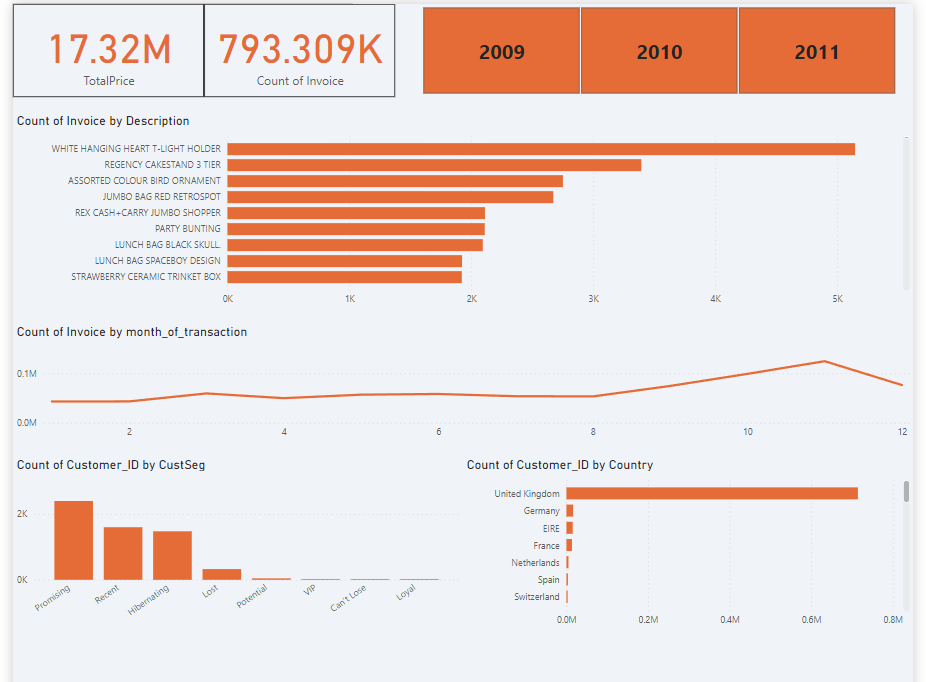 17.32M
TotalPrice
793.309K
Count of Invoice
2009
2010
2011
Count of Invoice by Description
WHITE HANGING HEART T-LIGHT HOLDER
REGENCY CAKESTAND 3 TIER
ASSORTED COLOUR BIRD ORNAMENT
JUMBO BAG RED RETROSPOT
REX CASH+CARRY JUMBO SHOPPER
PARTY BUNTING
LUNCH BAG BLACK SKULL.
LUNCH BAG SPACEBOY DESIGN
STRAWBERRY CERAMIC TRINKET BOX
0K 1K 2K 3K 4K 5K
Count of Invoice by month_of_transaction
0.1M
0.0M
2 4 6 8 10 12
Count of Customer_ID by CustSeg
2K
0K
Promising Recent Hibernating Lost Potential VIP Can't Lose Loyal
Count of Customer_ID by Country
United Kingdom
Germany
EIRE
France
Netherlands
Spain
Switzerland
0.0M 0.2M 0.4M 0.6M 0.8M